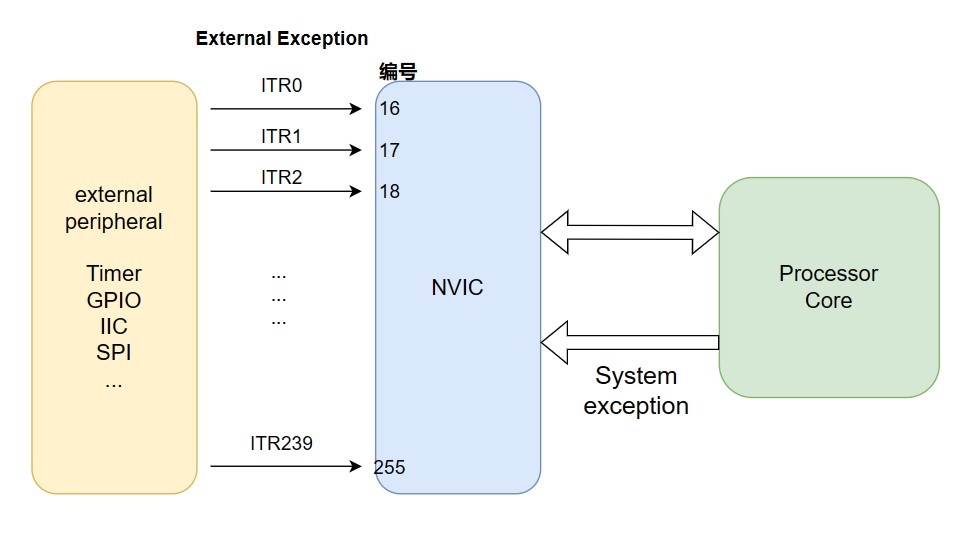 External Exception
编号
external
peripheral
Timer
GPIO
IIC
SPI
...
ITR0
16
ITR1
17
ITR2
18
...
...
...
ITR239
255
NVIC
System
exception
Processor
Core